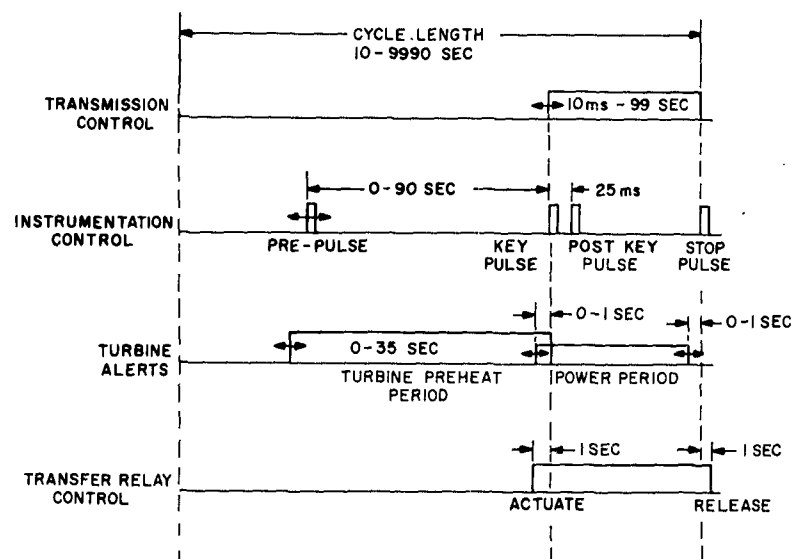 CYCLE LENGTH
10-9990 SEC
TRANSMISSION
CONTROL
10ms - 99 SEC
0-90 SEC
25 ms
INSTRUMENTATION
CONTROL
PRE-PULSE
KEY
PULSE
POST KEY
PULSE
STOP
PULSE
0-1 SEC
0-1 SEC
TURBINE
ALERTS
0-35 SEC
TURBINE PREHEAT
PERIOD
POWER PERIOD
1 SEC
1 SEC
TRANSFER RELAY
CONTROL
ACTUATE
RELEASE